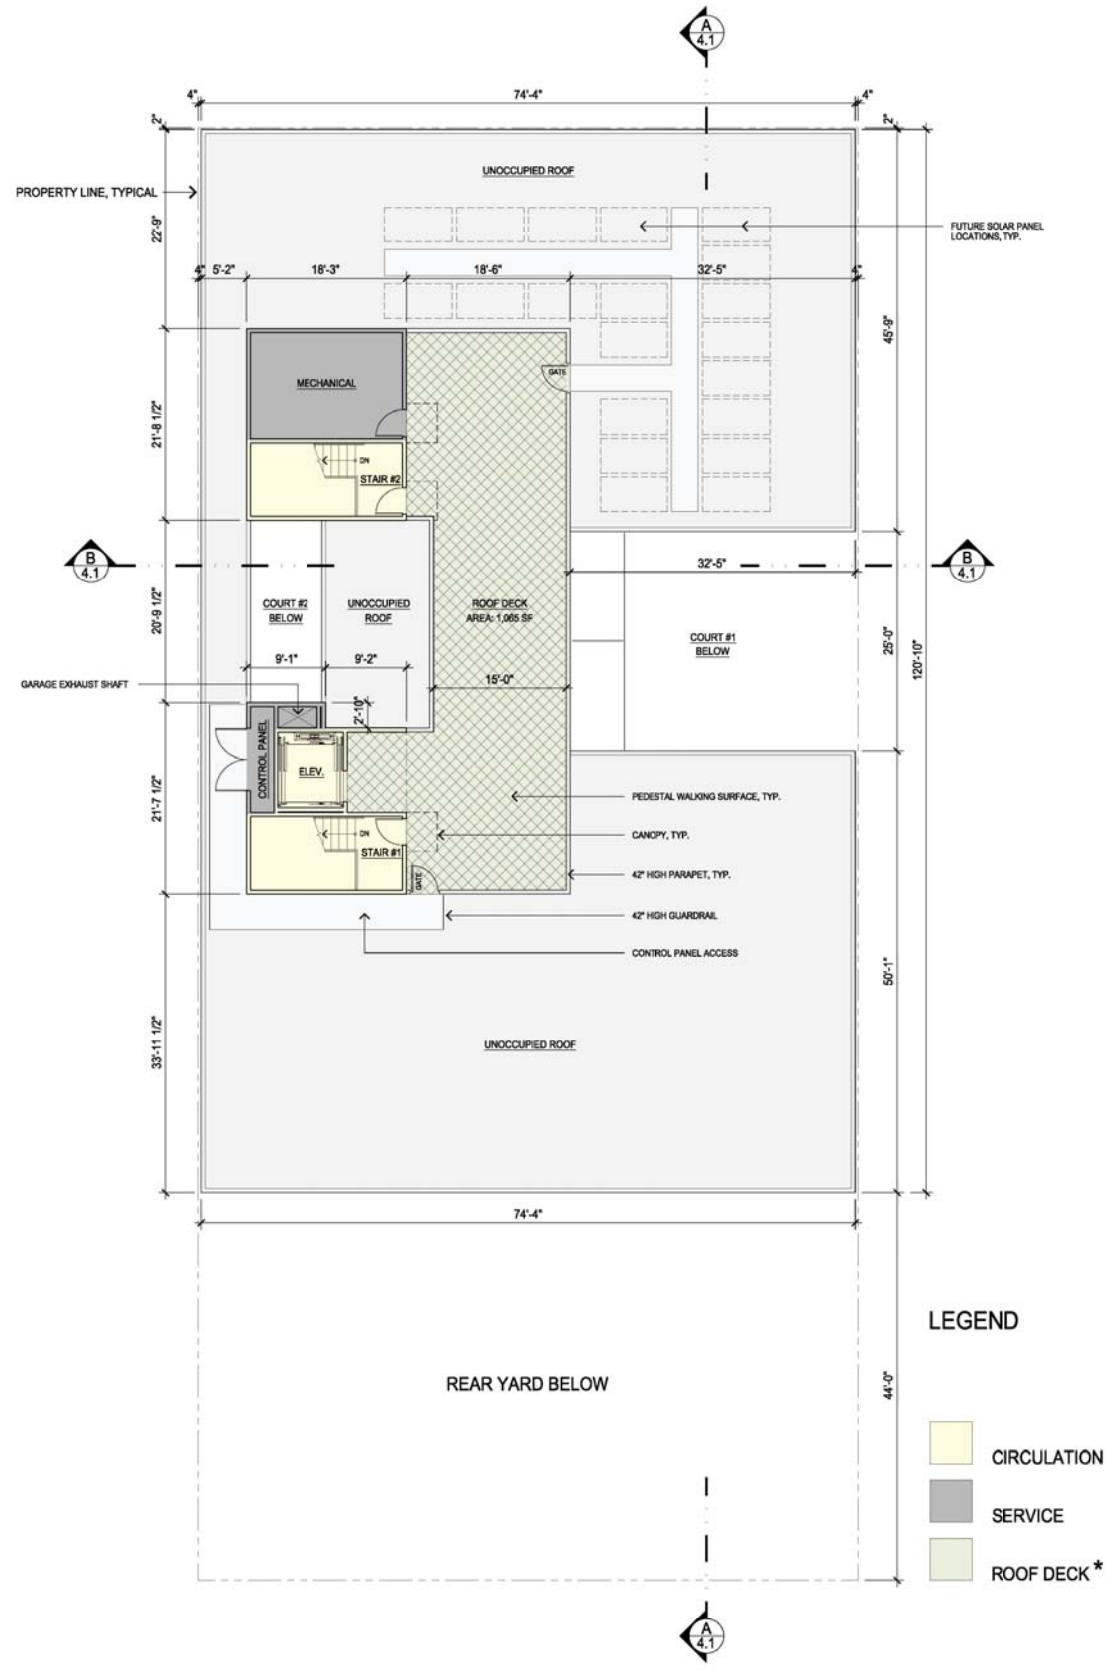 A
4.1
4"
74'-4"
4"
2"
2"
UNOCCUPIED ROOF
PROPERTY LINE, TYPICAL
22'-9"
FUTURE SOLAR PANEL
LOCATIONS, TYP.
4"
5'-2"
18'-3"
18'-6"
32'-5"
4"
45'-9"
GATE
MECHANICAL
21'-8 1/2"
DN
STAIR #2
B
4.1
32'-5"
B
4.1
20'-9 1/2"
COURT #2
BELOW
UNOCCUPIED
ROOF
ROOF DECK
AREA: 1,065 SF
COURT #1
BELOW
25'-0"
120'-10"
9'-1"
9'-2"
15'-0"
GARAGE EXHAUST SHAFT
2'-10"
CONTROL PANEL
ELEV.
21'-7 1/2"
PEDESTAL WALKING SURFACE, TYP.
DN
STAIR #1
CANOPY, TYP.
GATE
42" HIGH PARAPET, TYP.
42" HIGH GUARDRAIL
CONTROL PANEL ACCESS
50'-1"
33'-11 1/2"
UNOCCUPIED ROOF
74'-4"
LEGEND
REAR YARD BELOW
44'-0"
CIRCULATION
SERVICE
ROOF DECK *
A
4.1